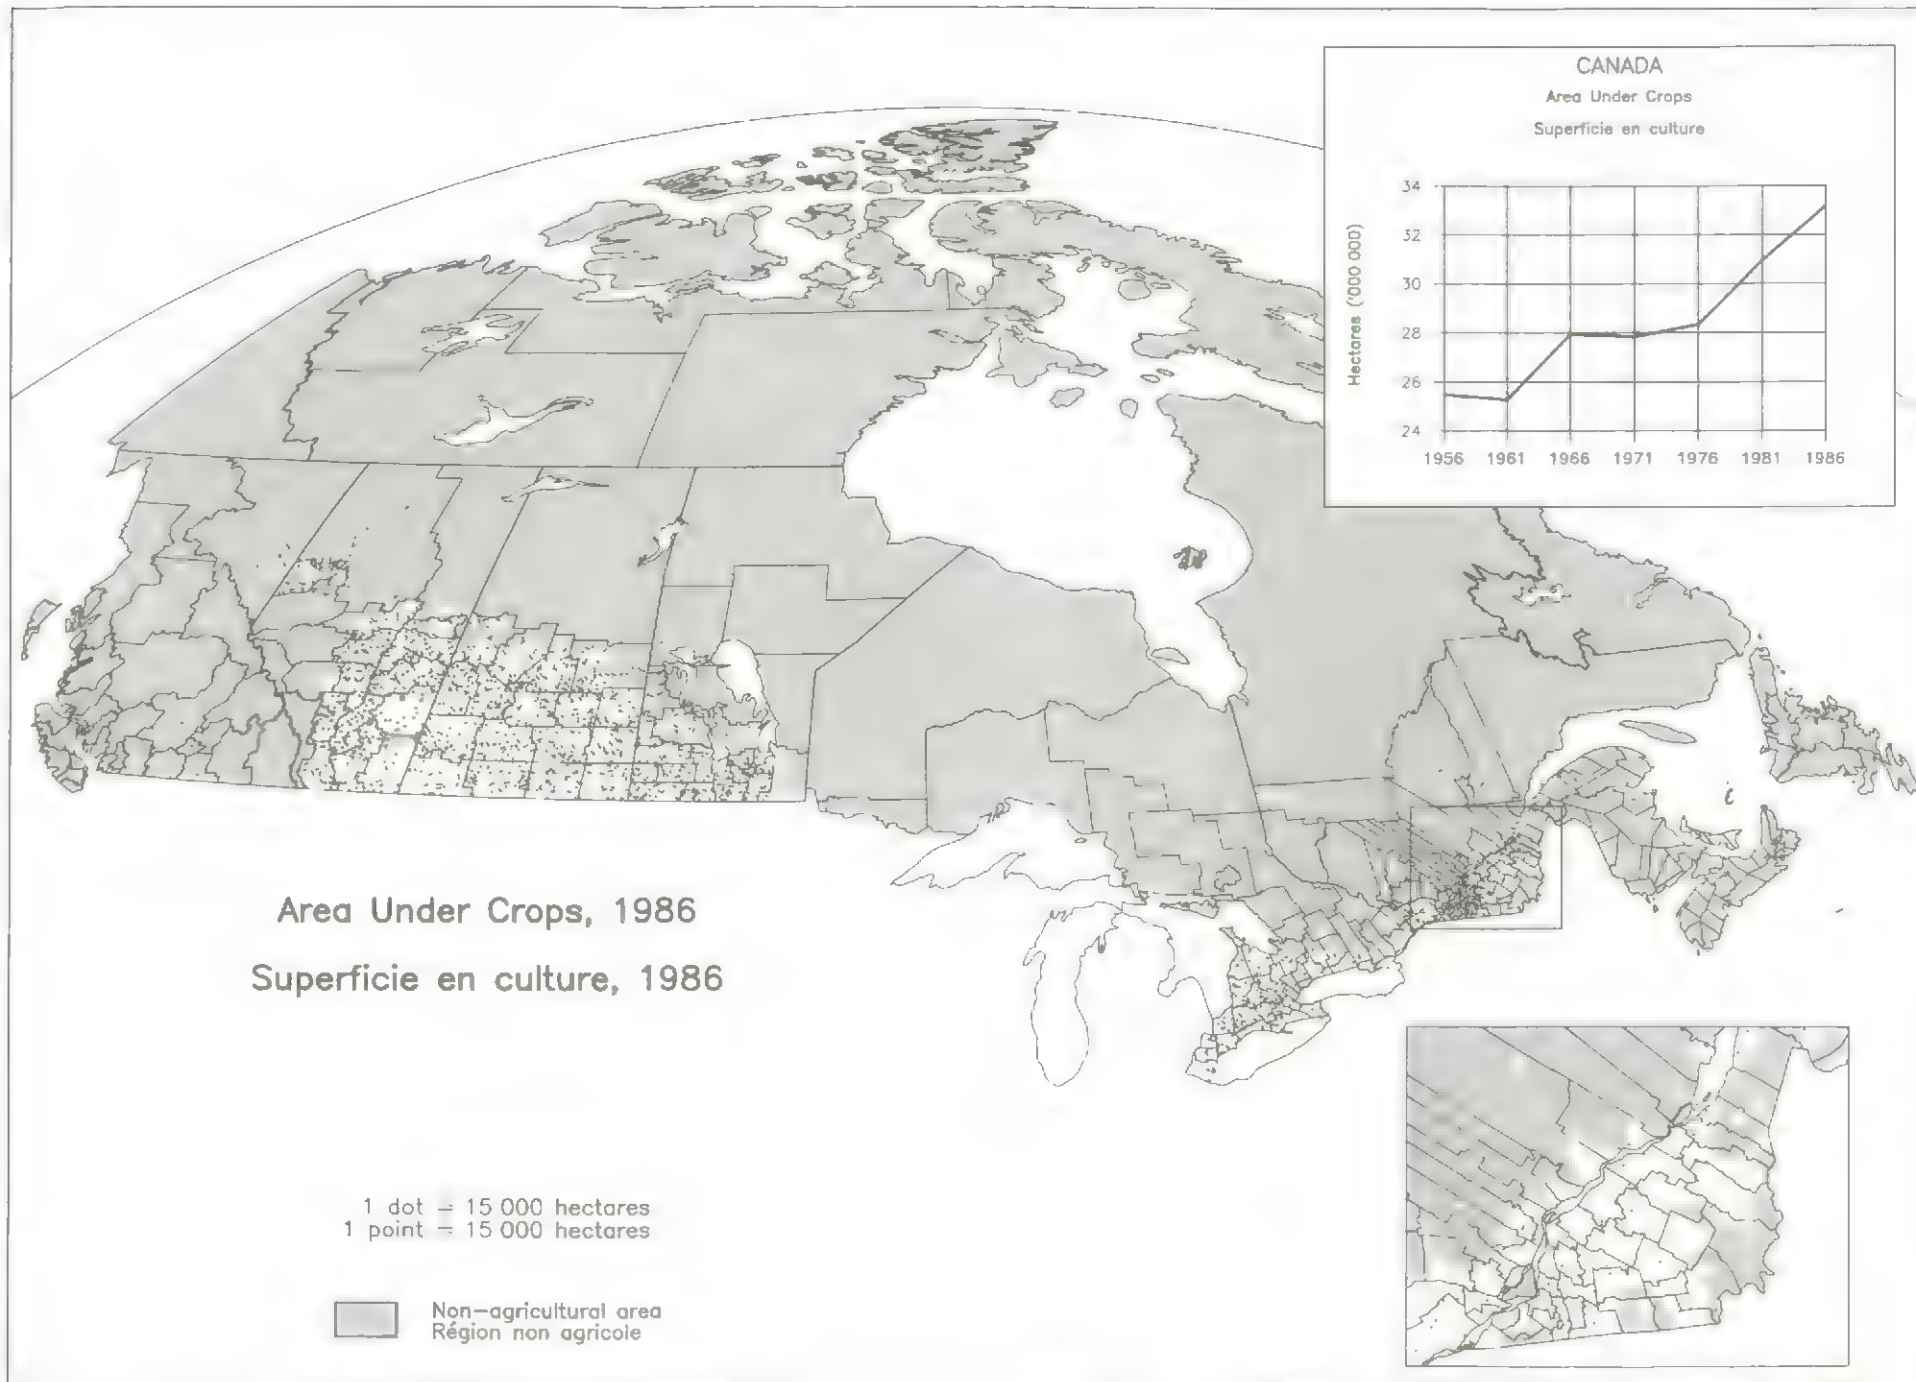 CANADA
Area Under Crops
Superficie en culture
Hectares ('000 000)
34
32
30
28
26
24
1956 1961 1966 1971 1976 1981 1986
Area Under Crops, 1986
Superficie en culture, 1986
1 dot = 15 000 hectares
1 point = 15 000 hectares
Non-agricultural area
Région non agricole